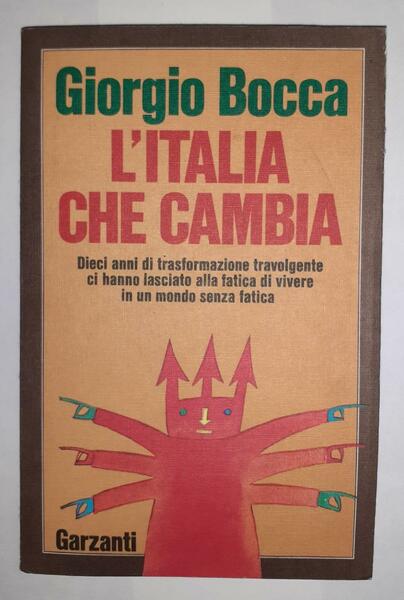 Giorgio Bocca
L'ITALIA
CHE CAMBIA
Dieci anni di trasformazione travolgente
ci hanno lasciato alla fatica di vivere
in un mondo senza fatica
Garzanti